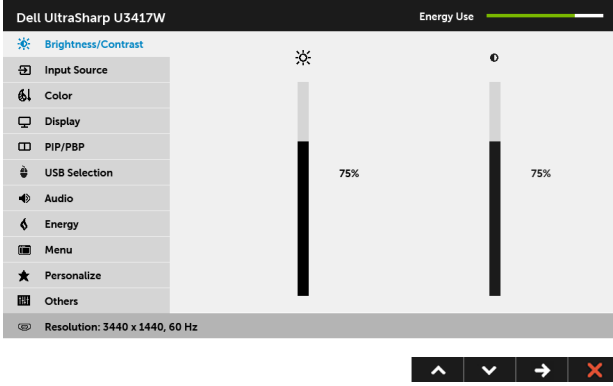 Dell UltraSharp U3417W
Energy Use
Brightness/Contrast
Input Source
Color
Display
PIP/PBP
USB Selection
Audio
Energy
Menu
Personalize
Others
75%
75%
Resolution: 3440 x 1440, 60 Hz